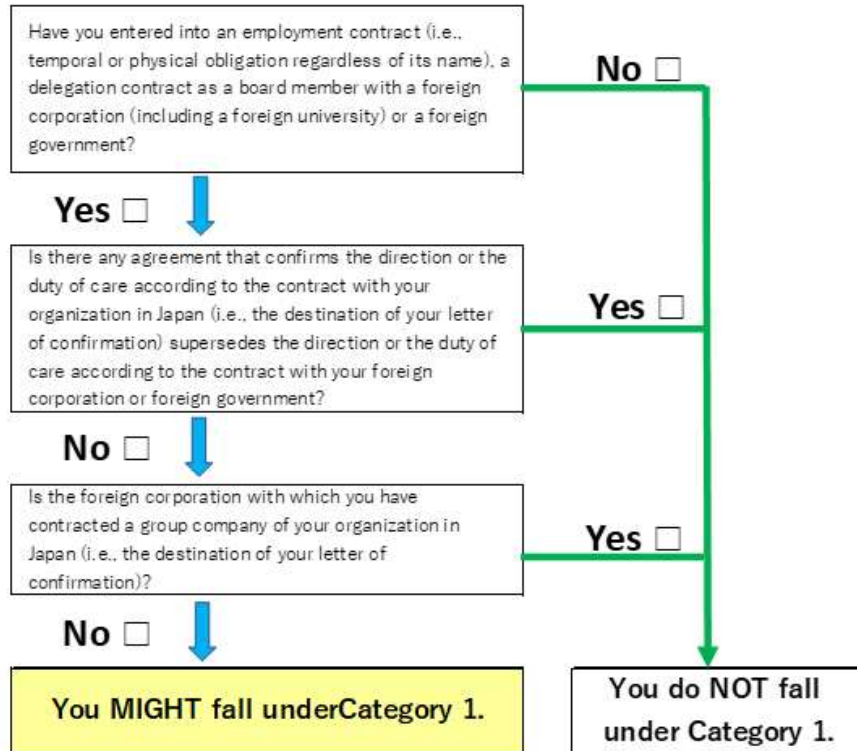 Have you entered into an employment contract (i.e.,
temporal or physical obligation regardless of its name), a
delegation contract as a board member with a foreign
corporation (including a foreign university) or a foreign
government?
No □
Yes □
Is there any agreement that confirms the direction or the
duty of care according to the contract with your
organization in Japan (i.e., the destination of your letter
of confirmation) supersedes the direction or the duty of
care according to the contract with your foreign
corporation or foreign government?
Yes □
No □
Is the foreign corporation with which you have
contracted a group company of your organization in
Japan (i.e., the destination of your letter of
confirmation)?
Yes □
No □
You MIGHT fall underCategory 1.
You do NOT fall
under Category 1.